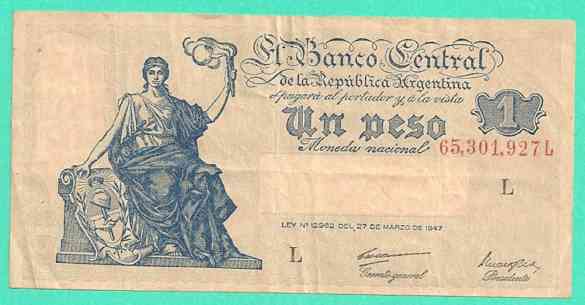 El Banco Central
de la República Argentina
pagará al portador y á la vista
1
Un peso
Moneda nacional
65,301,927L
L
LEY Nº 12962 DEL 27 DE MARZO DE 1947
L
Gerente general
Presidente